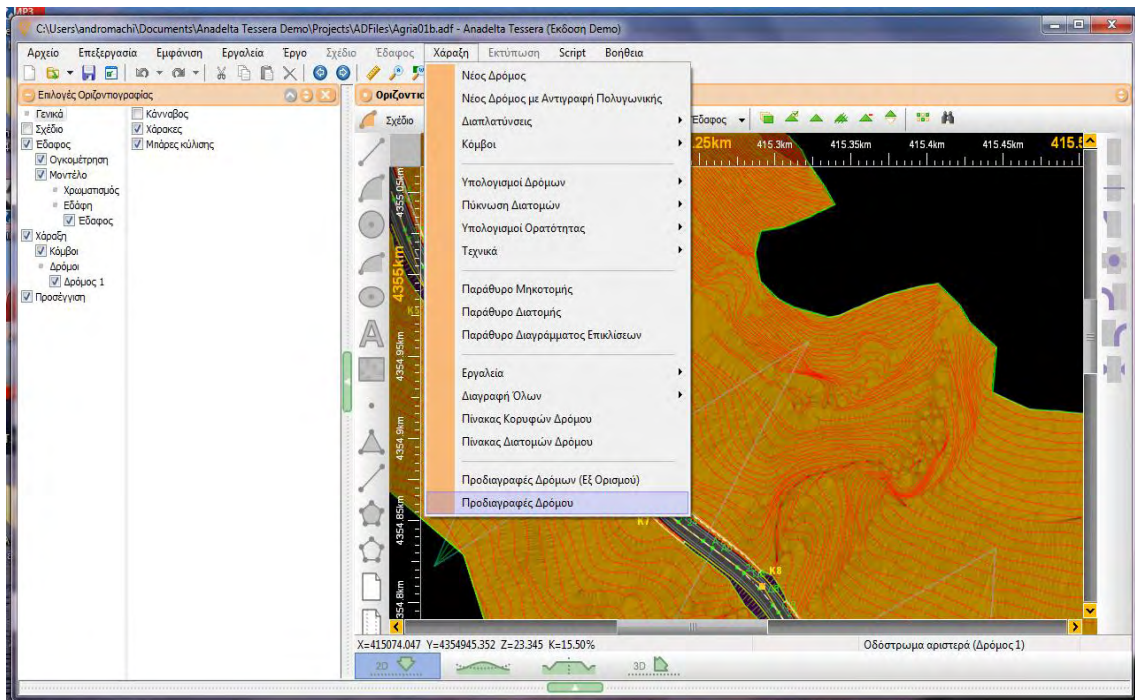 MP3
C:\Users\andromachi\Documents\Anadelta Tessera Demo\Projects\ADFiles\Agria01b.adf - Anadelta Tessera (Έκδοση Demo)
Αρχείο Επεξεργασία Εμφάνιση Εργαλεία Έργο Σχέδιο Έδαφος Χάραξη Εκτύπωση Script Βοήθεια
Επιλογές Οριζοντιογραφίας
Γενικά
Σχέδιο
Έδαφος
Ογκομέτρηση
Μοντέλο
Χρωματισμός
Εδάφη
Έδαφος
Χάραξη
Κόμβοι
Δρόμοι
Δρόμος 1
Προσέγγιση
Κάνναβος
Χάρακες
Μπάρες κύλισης
Σχέδιο
Έδαφος
Νέος Δρόμος
Νέος Δρόμος με Αντιγραφή Πολυγωνικής
Διαπλατύνσεις
Κόμβοι
Υπολογισμοί Δρόμων
Πύκνωση Διατομών
Υπολογισμοί Ορατότητας
Τεχνικά
Παράθυρο Μηκοτομής
Παράθυρο Διατομής
Παράθυρο Διαγράμματος Επικλίσεων
Εργαλεία
Διαγραφή Όλων
Πίνακας Κορυφών Δρόμου
Πίνακας Διατομών Δρόμου
Προδιαγραφές Δρόμων (Εξ Ορισμού)
Προδιαγραφές Δρόμου
415.3km 415.35km 415.4km 415.45km
4355.05km
4355km
4354.95km
4354.9km
4354.85km
K7
K8
X=415074.047 Y=4354945.352 Z=23.345 K=15.50%
Οδόστρωμα αριστερά (Δρόμος 1)
2D
3D